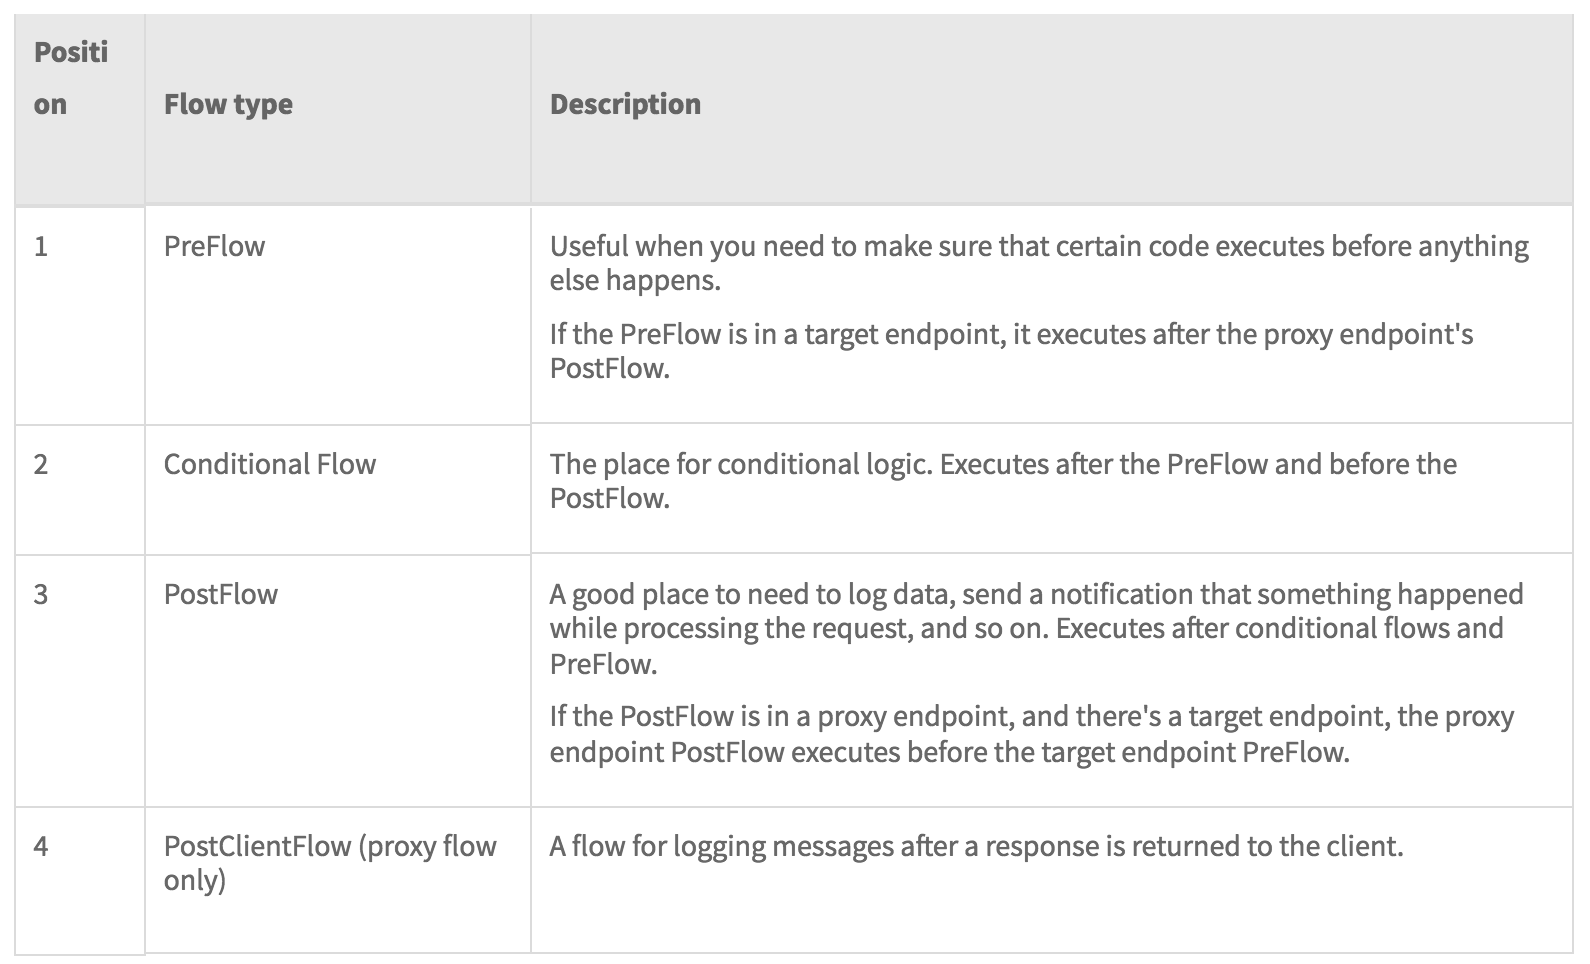 Positi
on
Flow type
Description
1
PreFlow
Useful when you need to make sure that certain code executes before anything
else happens.
If the PreFlow is in a target endpoint, it executes after the proxy endpoint's
PostFlow.
2
Conditional Flow
The place for conditional logic. Executes after the PreFlow and before the
PostFlow.
3
PostFlow
A good place to need to log data, send a notification that something happened
while processing the request, and so on. Executes after conditional flows and
PreFlow.
If the PostFlow is in a proxy endpoint, and there's a target endpoint, the proxy
endpoint PostFlow executes before the target endpoint PreFlow.
4
PostClientFlow (proxy flow
only)
A flow for logging messages after a response is returned to the client.